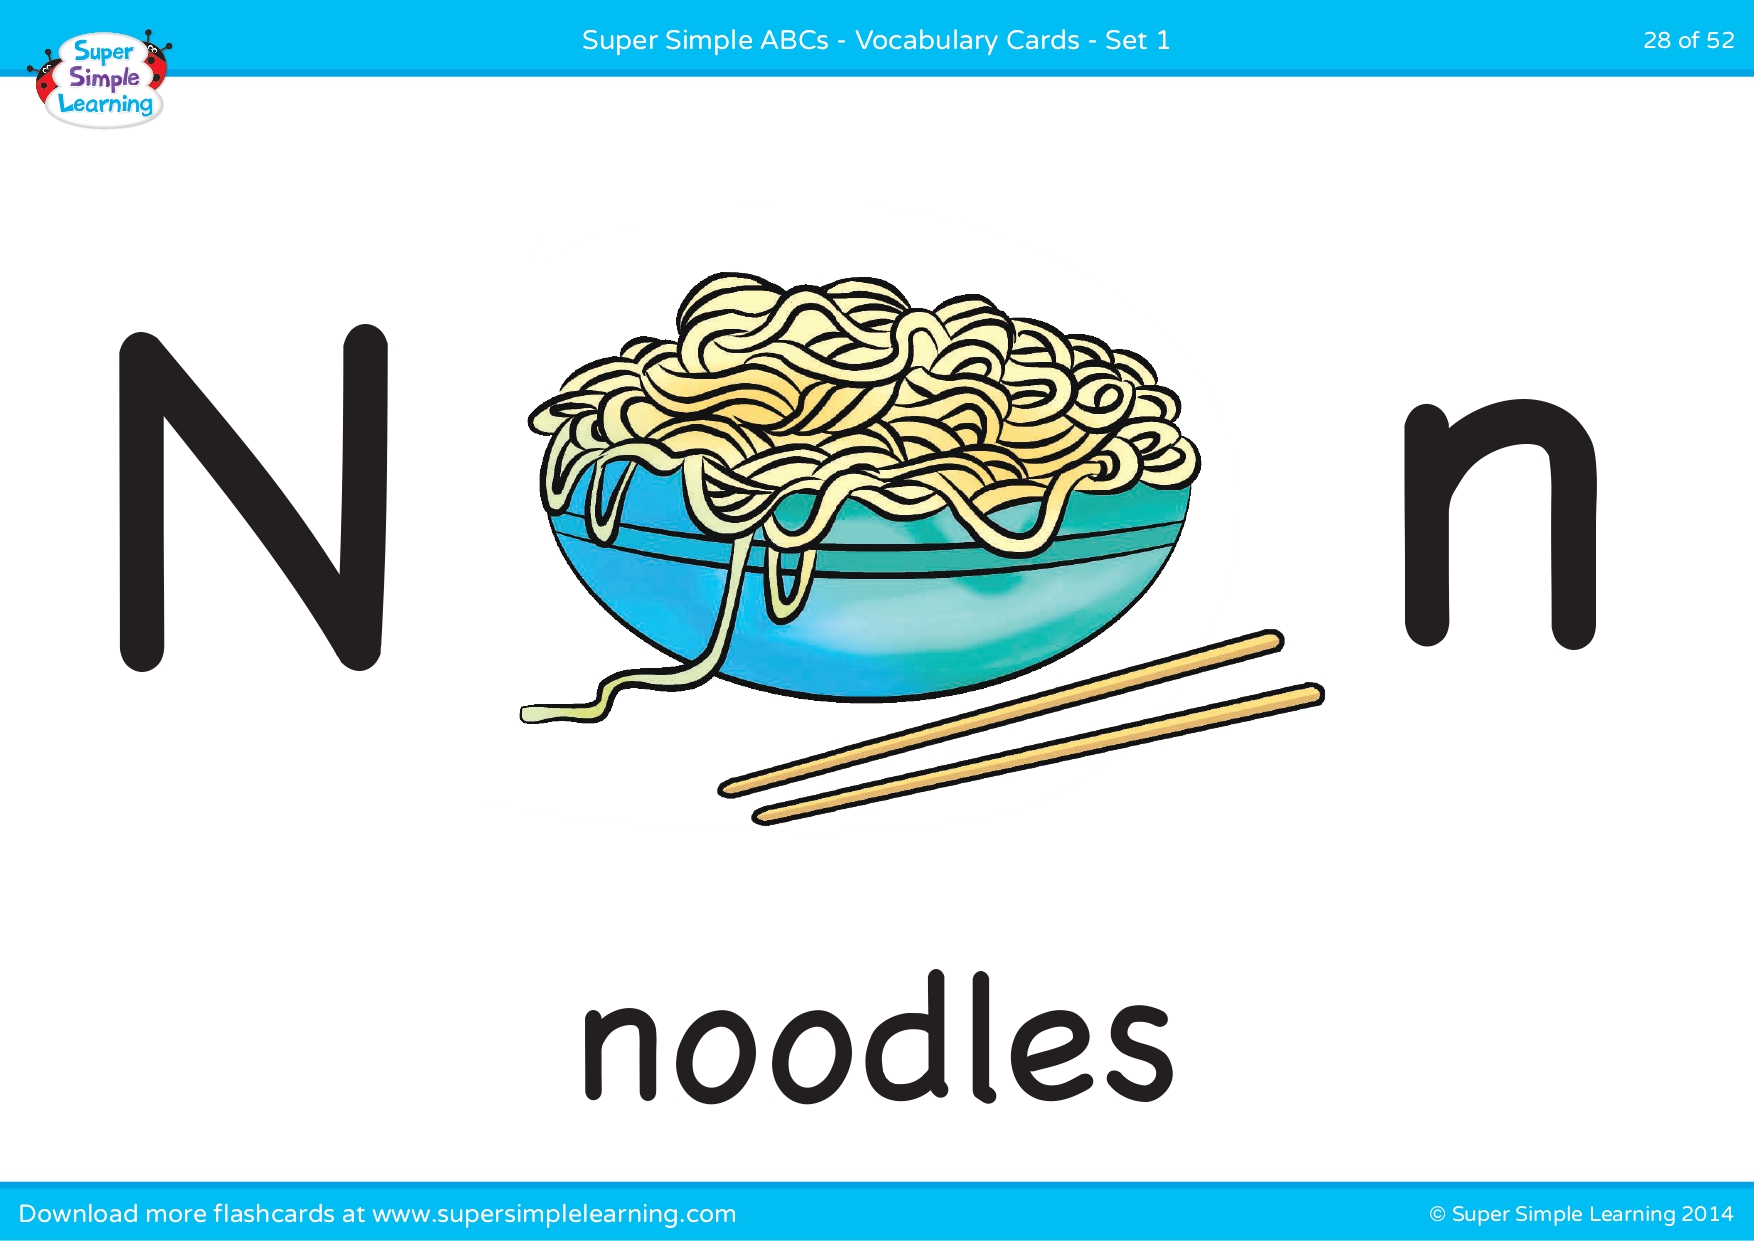 Super Simple ABCs - Vocabulary Cards - Set 1
28 of 52
Super
Simple
Learning
N
n
noodles
Download more flashcards at www.supersimplelearning.com
© Super Simple Learning 2014